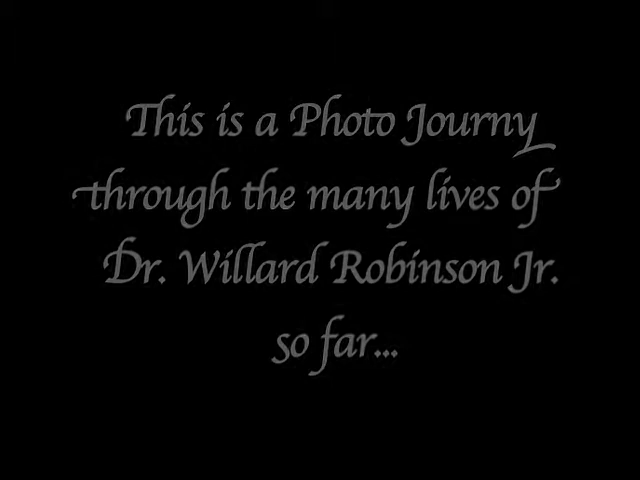 This is a Photo Journy
through the many lives of
Dr. Willard Robinson Jr.
so far...